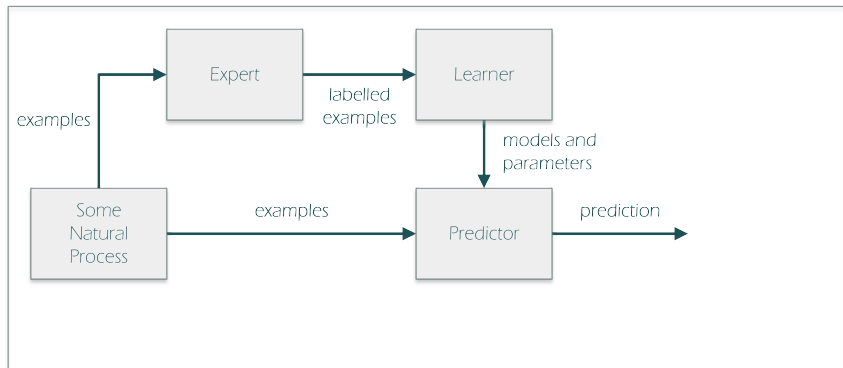 Expert
Learner
labelled
examples
examples
models and
parameters
Some
Natural
Process
examples
Predictor
prediction